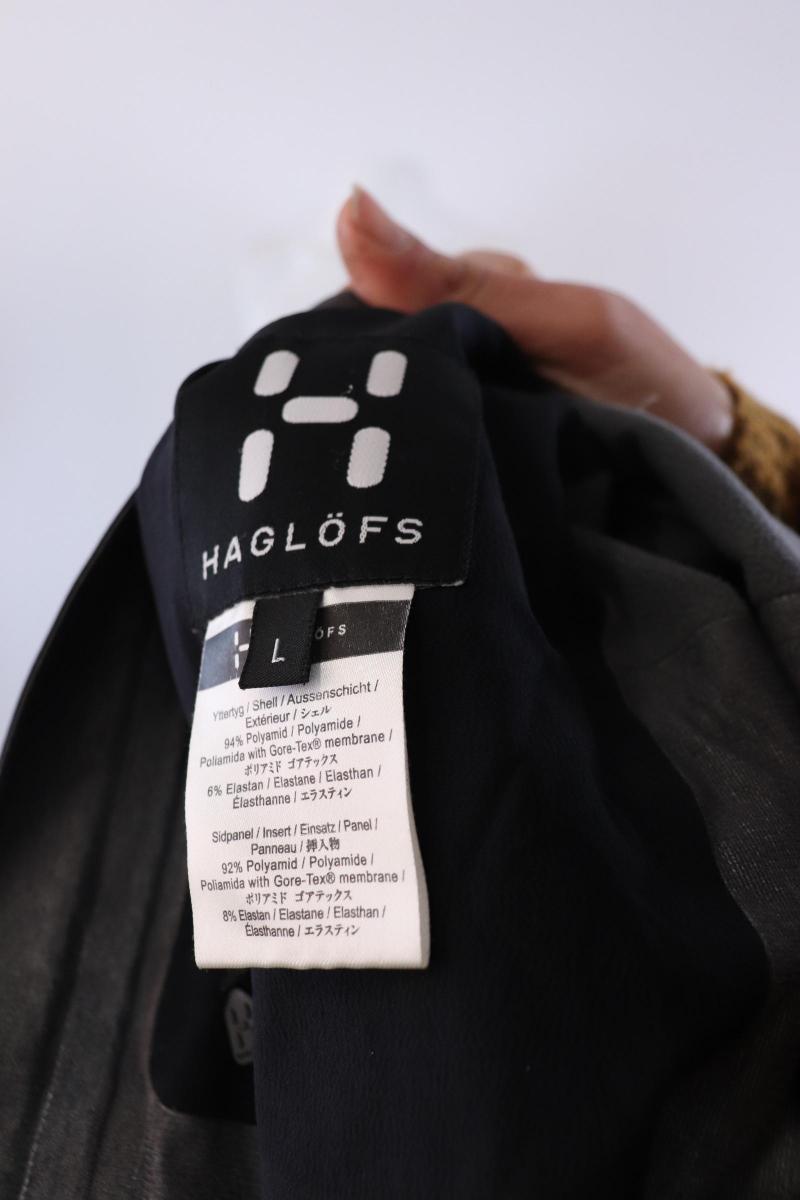 HAGLÖFS
ÖFS
L
Yttertyg / Shell / Aussenschicht /
Extérieur / シェル
94% Polyamid / Polyamide /
Poliamida with Gore-Tex® membrane /
ポリアミド ゴアテックス
6% Elastan / Elastane / Elasthan /
Élasthanne / エラスティン
Sidpanel / Insert / Einsatz / Panel /
Panneau / 挿入物
92% Polyamid / Polyamide /
Poliamida with Gore-Tex® membrane /
ポリアミド ゴアテックス
8% Elastan / Elastane / Elasthan /
Élasthanne / エラスティン